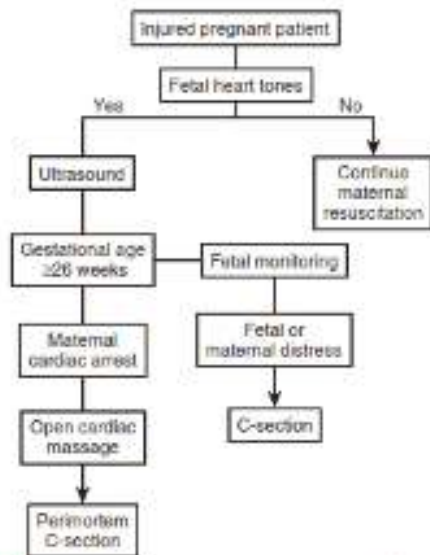 Injured pregnant patient
Fetal heart tones
Yes
No
Ultrasound
Continue
maternal
resuscitation
Gestational age
≥26 weeks
Fetal monitoring
Maternal
cardiac arrest
Fetal or
maternal distress
Open cardiac
massage
C-section
Perimortem
C-section